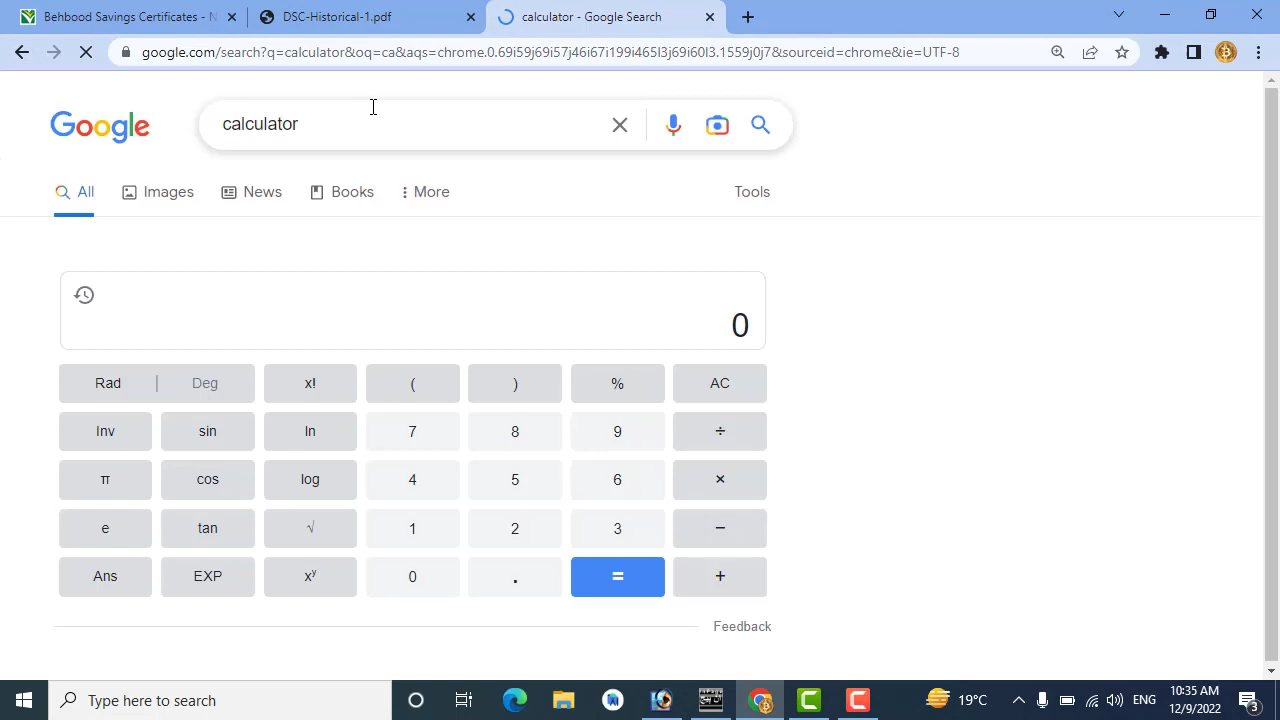 Behbood Savings Certificates - N
DSC-Historical-1.pdf
calculator - Google Search
google.com/search?q=calculator&oq=ca&aqs=chrome.0.69i59j69i57j46i67i199i465l3j69i60l3.1559j0j7&sourceid=chrome&ie=UTF-8
Google
calculator
All Images News Books More Tools
0
Rad | Deg x! ( ) % AC
Inv sin ln 7 8 9 ÷
π cos log 4 5 6 ×
e tan √ 1 2 3 −
Ans EXP xʸ 0 . = +
Feedback
Type here to search
19°C
ENG
10:35 AM
12/9/2022
3